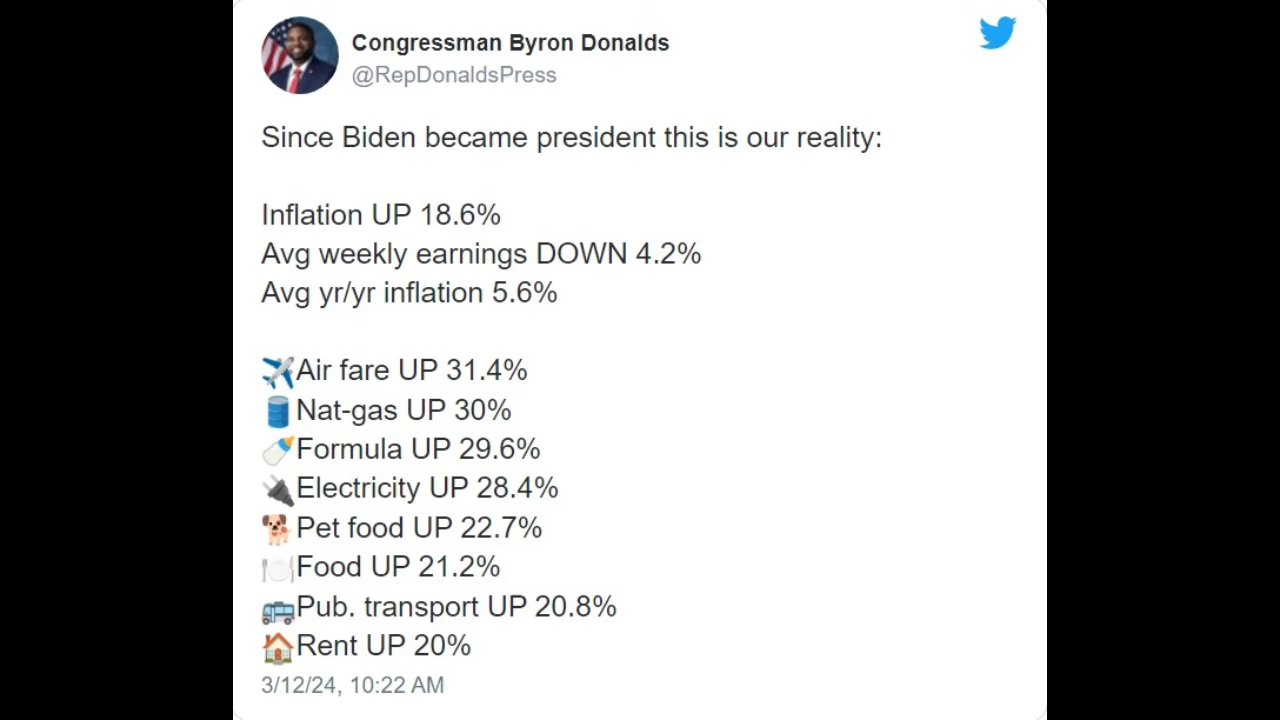 Congressman Byron Donalds
@RepDonaldsPress
Since Biden became president this is our reality:
Inflation UP 18.6%
Avg weekly earnings DOWN 4.2%
Avg yr/yr inflation 5.6%
✈️Air fare UP 31.4%
🛢️Nat-gas UP 30%
🍼Formula UP 29.6%
🔌Electricity UP 28.4%
🐕Pet food UP 22.7%
🍽️Food UP 21.2%
🚌Pub. transport UP 20.8%
🏠Rent UP 20%
3/12/24, 10:22 AM